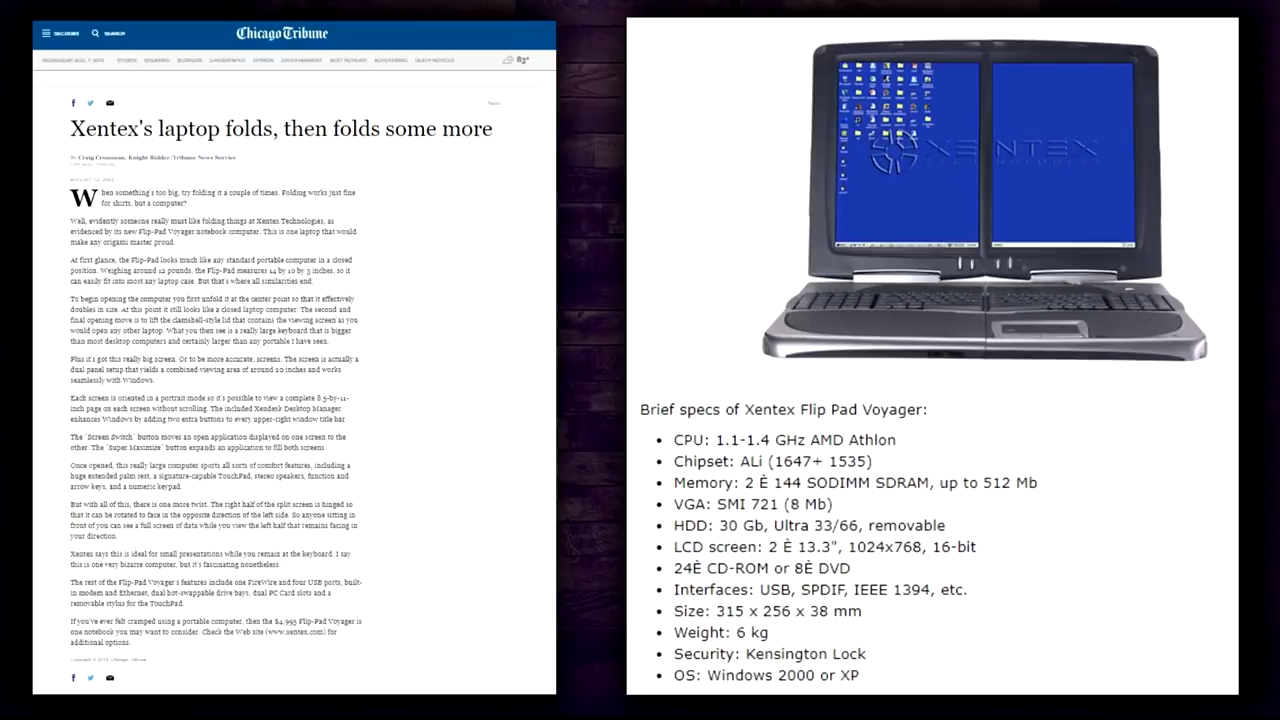 SECTIONS
SEARCH
Chicago Tribune
SPORTS
BREAKING
BUSINESS
OPINION
ENTERTAINMENT
ADVERTISING
DEATH NOTICES
83°
Xentex's laptop folds, then folds some more
By Craig Crossman, Knight Ridder/Tribune News Service
When something's too big, try folding it a couple of times. Folding works just fine
for shirts, but a computer?
Well, evidently someone really must like folding things at Xentex Technologies, as
evidenced by its new Flip-Pad Voyager notebook computer. This is one laptop that would
make any origami master proud.
At first glance, the Flip-Pad looks much like any standard portable computer in a closed
position. Weighing around 12 pounds, the Flip-Pad measures 14 by 10 by 3 inches, so it
can easily fit into most any laptop case. But that's where all similarities end.
To begin opening the computer you first unfold it at the center point so that it effectively
doubles in size. At this point it still looks like a closed laptop computer. The second and
final opening move is to lift the clamshell-style lid that contains the viewing screen as you
would open any other laptop. What you then see is a really large keyboard that is bigger
than most desktop computers and certainly larger than any portable I have seen.
Plus it's got this really big screen. Or to be more accurate, screens. The screen is actually a
dual panel setup that yields a combined viewing area of around 20 inches and works
seamlessly with Windows.
Each screen is oriented in a portrait mode so it's possible to view a complete 8.5-by-11-
inch page on each screen without scrolling. The included Xendesk Desktop Manager
enhances Windows by adding two extra buttons to every upper-right window title bar.
The "Screen Switch" button moves an open application displayed on one screen to the
other. The "Super Maximize" button expands an application to fill both screens.
Once opened, this really large computer sports all sorts of comfort features, including a
huge extended palm rest, a signature-capable TouchPad, stereo speakers, function and
arrow keys, and a numeric keypad.
But with all of this, there is one more twist. The right half of the split screen is hinged so
that it can be rotated to face in the opposite direction of the left side. So anyone sitting in
front of you can see a full screen of data while you view the left half that remains facing in
your direction.
Xentex says this is ideal for small presentations while you remain at the keyboard. I say
this is one very bizarre computer, but it's fascinating nonetheless.
The rest of the Flip-Pad Voyager's features include one FireWire and four USB ports, built-
in modem and Ethernet, dual hot-swappable drive bays, dual PC Card slots and a
removable stylus for the TouchPad.
If you've ever felt cramped using a portable computer, then the $4,995 Flip-Pad Voyager is
one notebook you may want to consider. Check the Web site (www.xentex.com) for
additional options.
XENTEX
TECHNOLOGIES
Brief specs of Xentex Flip Pad Voyager:
• CPU: 1.1-1.4 GHz AMD Athlon
• Chipset: ALi (1647+ 1535)
• Memory: 2 È 144 SODIMM SDRAM, up to 512 Mb
• VGA: SMI 721 (8 Mb)
• HDD: 30 Gb, Ultra 33/66, removable
• LCD screen: 2 È 13.3", 1024x768, 16-bit
• 24È CD-ROM or 8È DVD
• Interfaces: USB, SPDIF, IEEE 1394, etc.
• Size: 315 x 256 x 38 mm
• Weight: 6 kg
• Security: Kensington Lock
• OS: Windows 2000 or XP